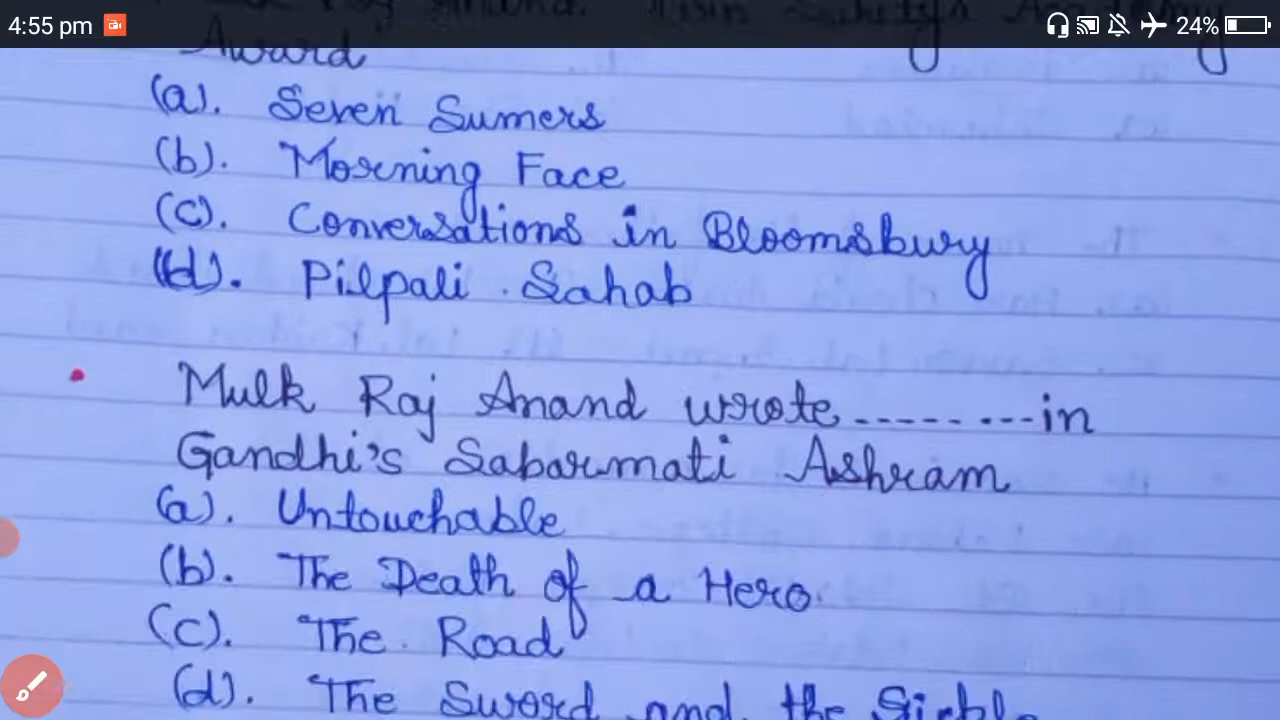 4:55 pm 24%
Award
(a). Seven Sumers
(b). Morning Face
(c). Conversations in Bloomsbury
(d). Pilpali Sahab
Mulk Raj Anand wrote---------in
Gandhi's Sabarmati Ashram
(a). Untouchable
(b). The Death of a Hero
(c). The Road
(d). The Sword and the Sickle